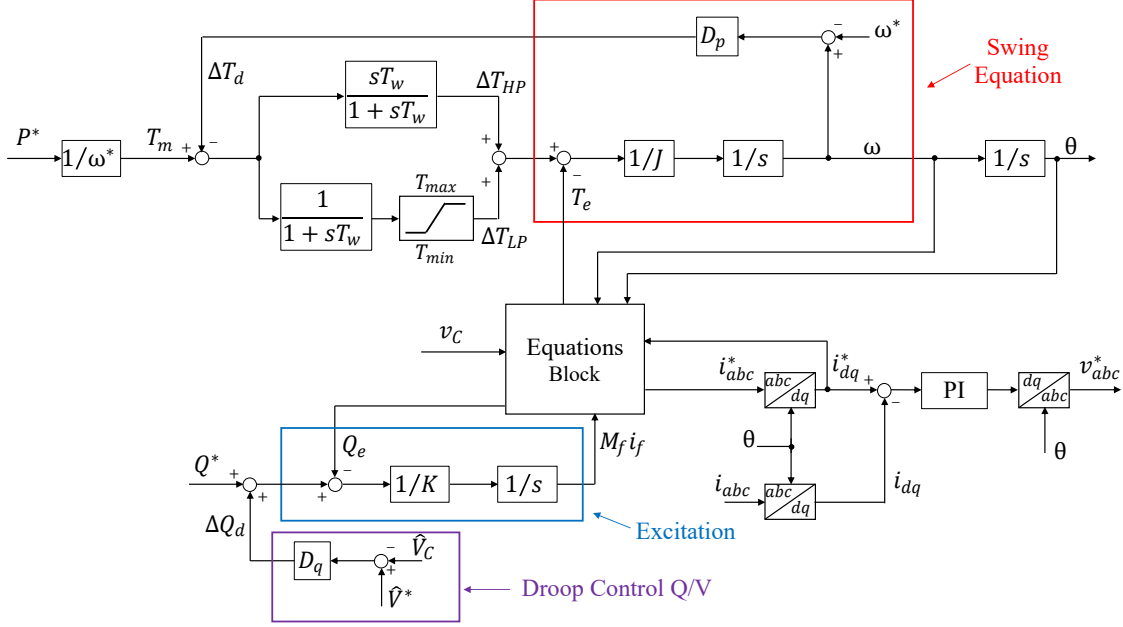 −
D_p
ω*
+
Swing
Equation
ΔT_d
sT_w
1 + sT_w
ΔT_HP
P*
1/ω*
T_m
+
−
+
+
+
−
1/J
1/s
ω
1/s
θ
1
1 + sT_w
T_max
T_min
ΔT_LP
T_e
v_C
Equations
Block
i*_abc
abc
dq
i*_dq
+
−
PI
dq
abc
v*_abc
θ
θ
Q_e
M_f i_f
Q*
+
+
−
+
1/K
1/s
i_abc
abc
dq
i_dq
ΔQ_d
Excitation
D_q
−
V̂_C
+
V̂*
Droop Control Q/V